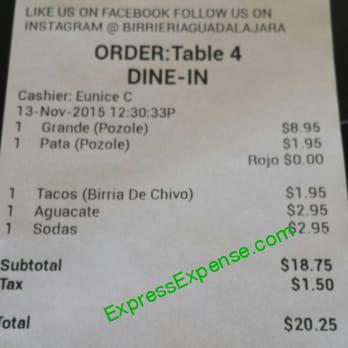 LIKE US ON FACEBOOK FOLLOW US ON
INSTAGRAM @ BIRRIERIAGUADALAJARA
ORDER:Table 4
DINE-IN
Cashier: Eunice C
13-Nov-2015 12:30:33P
1 Grande (Pozole) $8.95
1 Pata (Pozole) $1.95
Rojo $0.00
1 Tacos (Birria De Chivo) $1.95
1 Aguacate $2.95
1 Sodas $2.95
Subtotal $18.75
Tax $1.50
Total $20.25
ExpressExpense.com